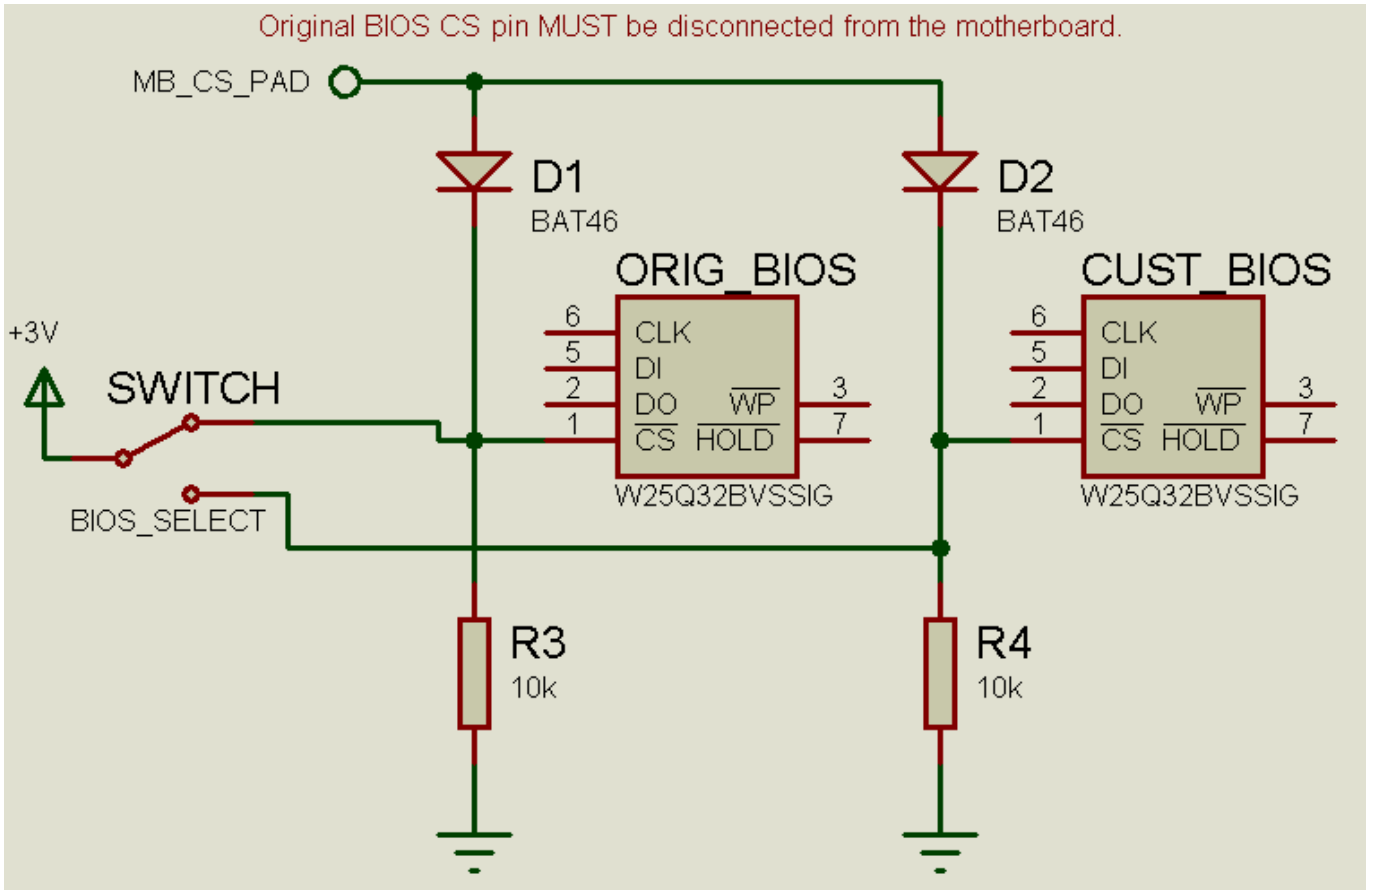 Original BIOS CS pin MUST be disconnected from the motherboard.
MB_CS_PAD
D1
BAT46
D2
BAT46
ORIG_BIOS
6 CLK
5 DI
2 DO WP 3
1 CS HOLD 7
W25Q32BVSSIG
CUST_BIOS
6 CLK
5 DI
2 DO WP 3
1 CS HOLD 7
W25Q32BVSSIG
+3V
SWITCH
BIOS_SELECT
R3
10k
R4
10k